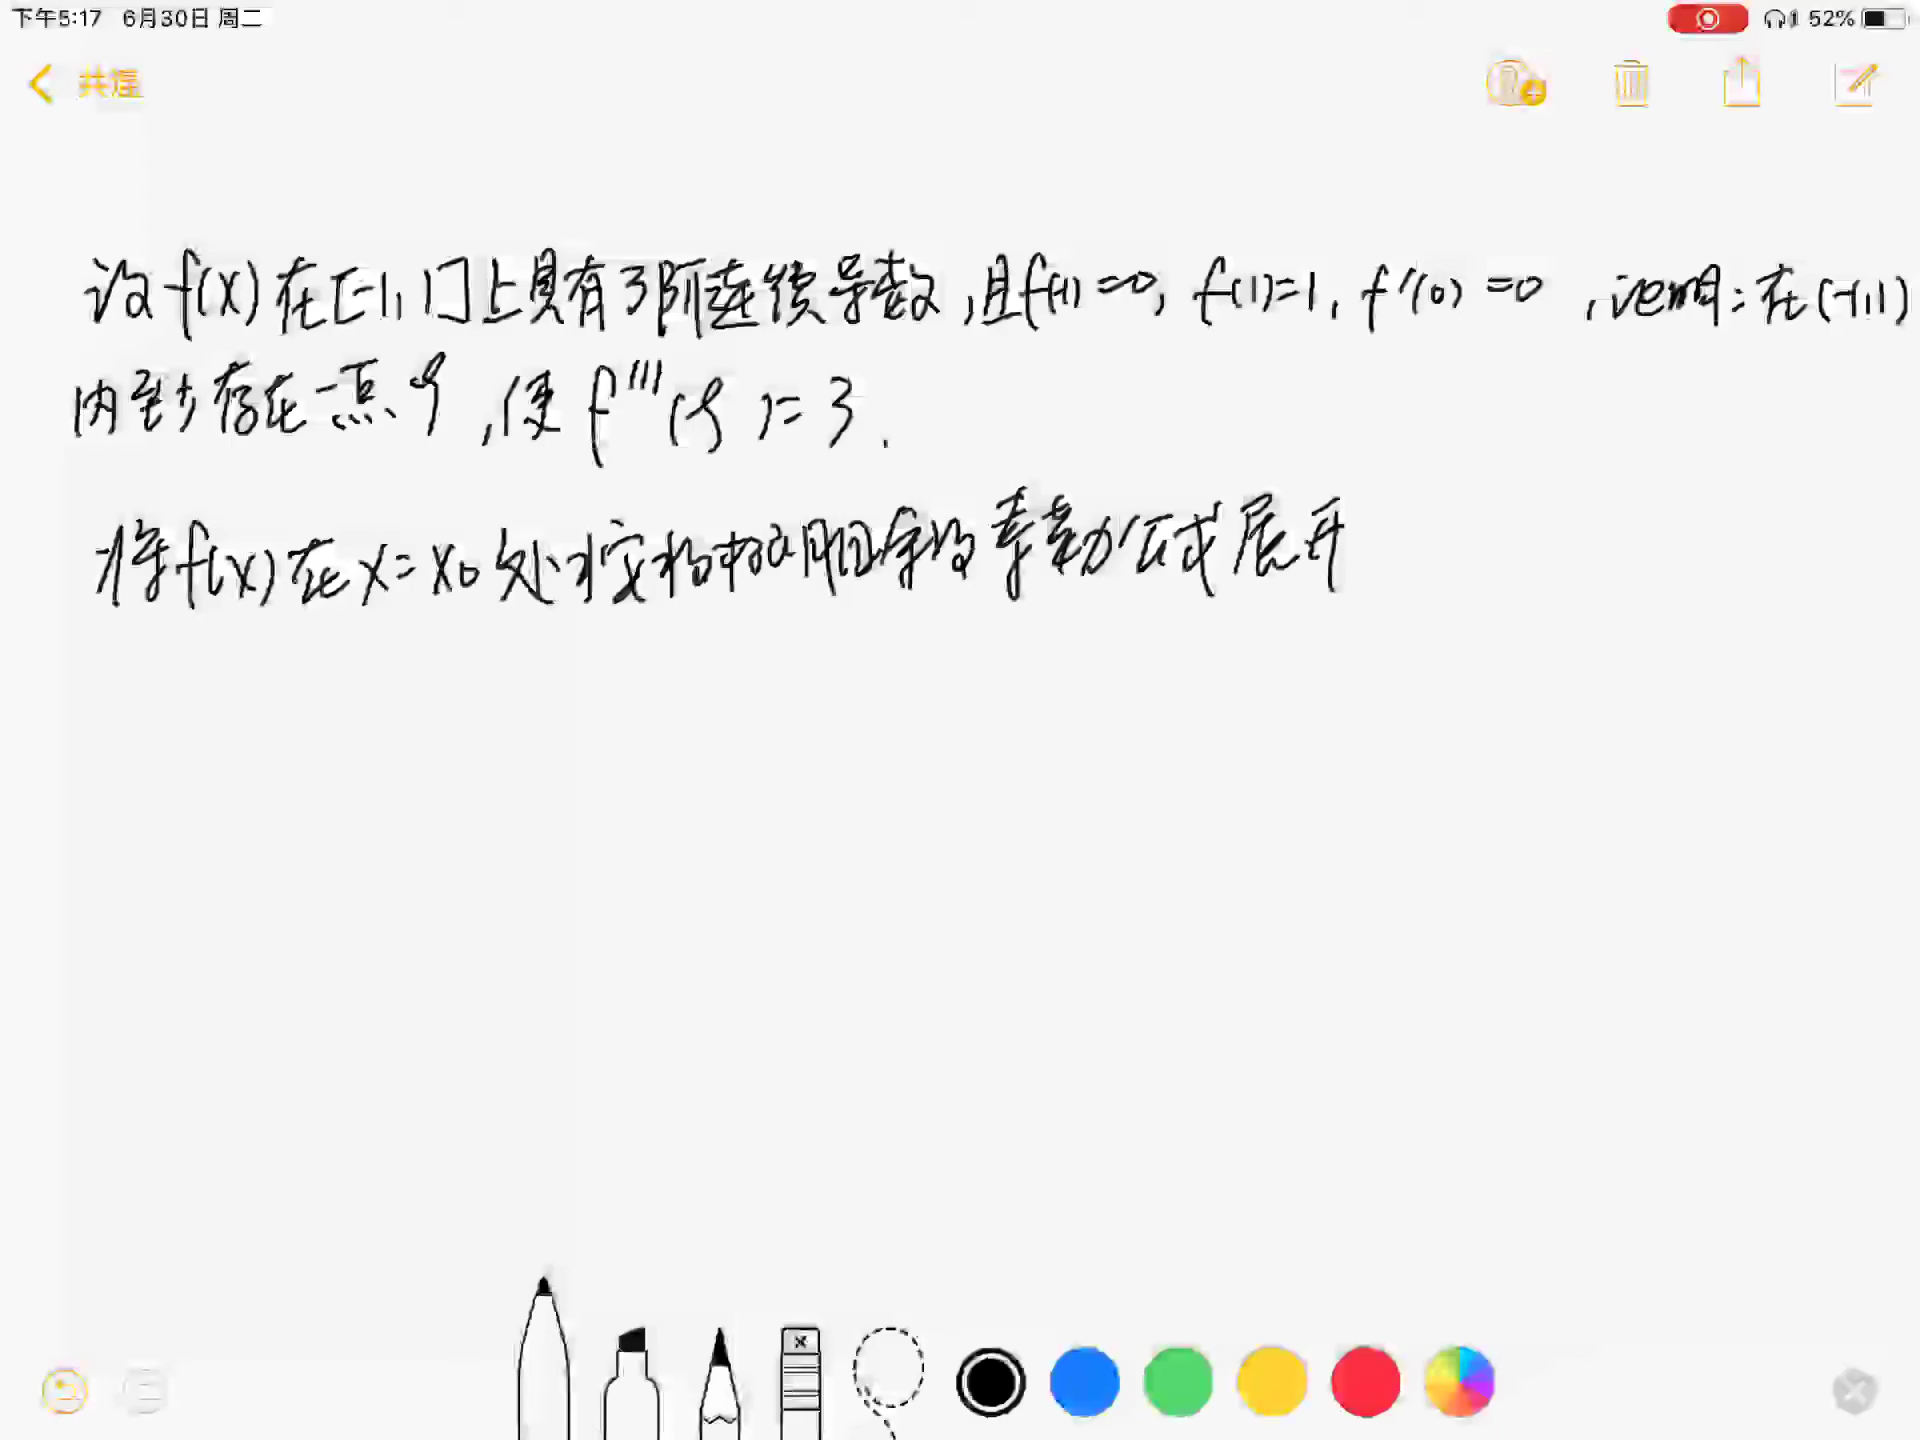 下午5:17 6月30日 周二
52%
设f(x)在[-1,1]上具有3阶连续导数,且f(-1)=0, f(1)=1, f'(0)=0,证明:在(-1,1)
内至少存在一点ξ,使f'''(ξ)=3.
将f(x)在x=x₀处按拉格朗日余项泰勒公式展开